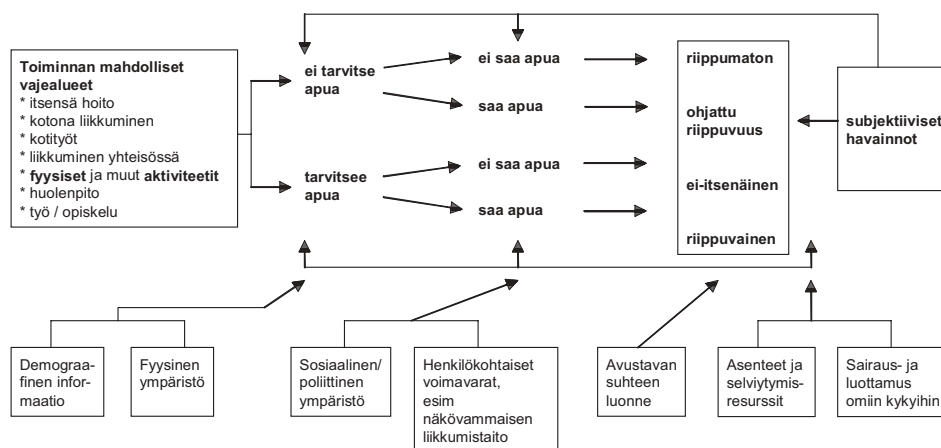 Toiminnan mahdolliset
vajealueet
* itsensä hoito
* kotona liikkuminen
* kotityöt
* liikkuminen yhteisössä
* fyysiset ja muut aktiviteetit
* huolenpito
* työ / opiskelu
ei tarvitse
apua
tarvitsee
apua
ei saa apua
saa apua
ei saa apua
saa apua
riippumaton
ohjattu
riippuvuus
ei-itsenäinen
riippuvainen
subjektiiviset
havainnot
Demograa-
finen infor-
maatio
Fyysinen
ympäristö
Sosiaalinen/
poliittinen
ympäristö
Henkilökohtaiset
voimavarat,
esim
näkövammaisen
liikkumistaito
Avustavan
suhteen
luonne
Asenteet ja
selviytymis-
resurssit
Sairaus- ja
luottamus
omiin kykyihin